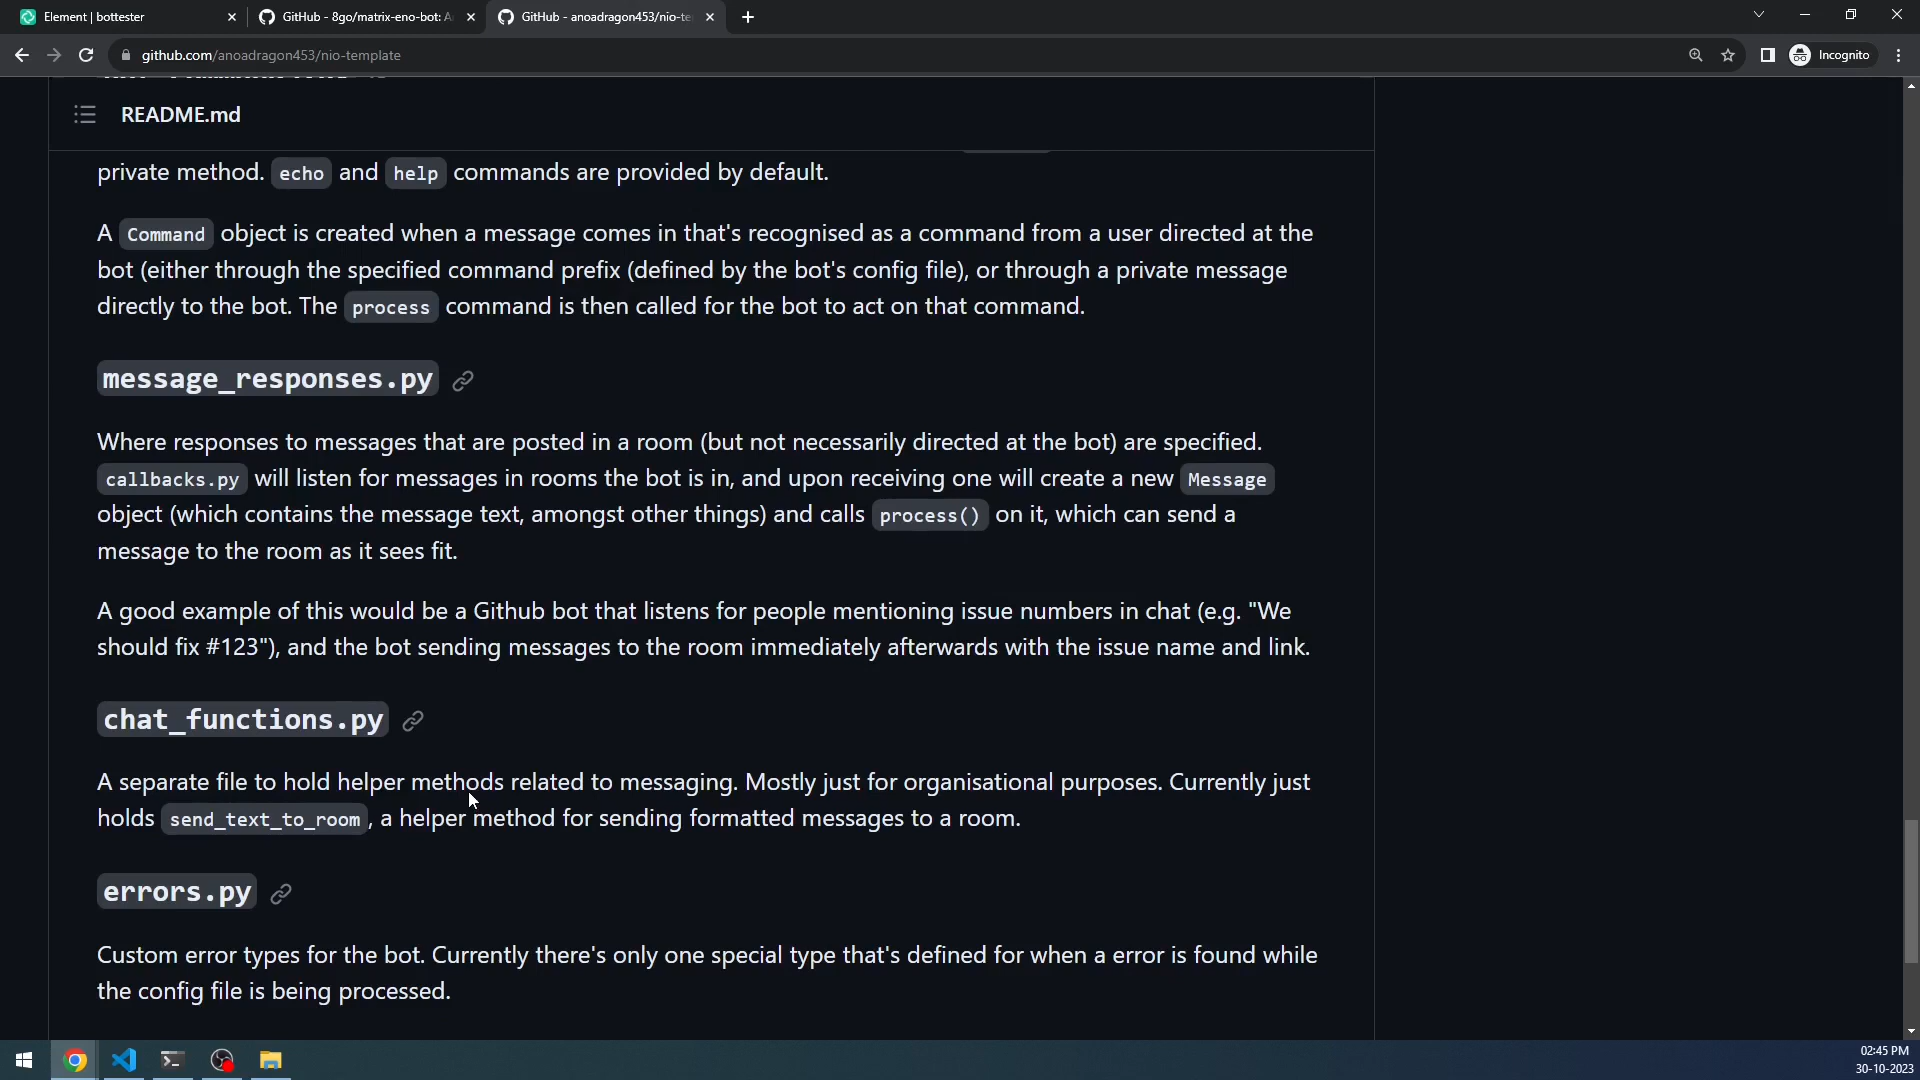 Element | bottester
GitHub - 8go/matrix-eno-bot: A
GitHub - anoadragon453/nio-te
github.com/anoadragon453/nio-template
Incognito
README.md
private method. echo and help commands are provided by default.
A Command object is created when a message comes in that's recognised as a command from a user directed at the
bot (either through the specified command prefix (defined by the bot's config file), or through a private message
directly to the bot. The process command is then called for the bot to act on that command.
message_responses.py
Where responses to messages that are posted in a room (but not necessarily directed at the bot) are specified.
callbacks.py will listen for messages in rooms the bot is in, and upon receiving one will create a new Message
object (which contains the message text, amongst other things) and calls process() on it, which can send a
message to the room as it sees fit.
A good example of this would be a Github bot that listens for people mentioning issue numbers in chat (e.g. "We
should fix #123"), and the bot sending messages to the room immediately afterwards with the issue name and link.
chat_functions.py
A separate file to hold helper methods related to messaging. Mostly just for organisational purposes. Currently just
holds send_text_to_room, a helper method for sending formatted messages to a room.
errors.py
Custom error types for the bot. Currently there's only one special type that's defined for when a error is found while
the config file is being processed.
02:45 PM
30-10-2023